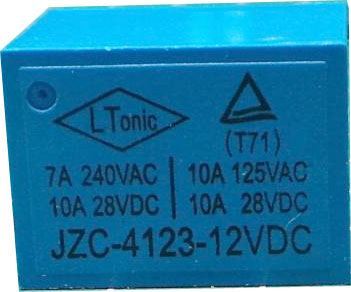 LTonic
(T71)
7A 240VAC 10A 125VAC
10A 28VDC 10A 28VDC
JZC-4123-12VDC